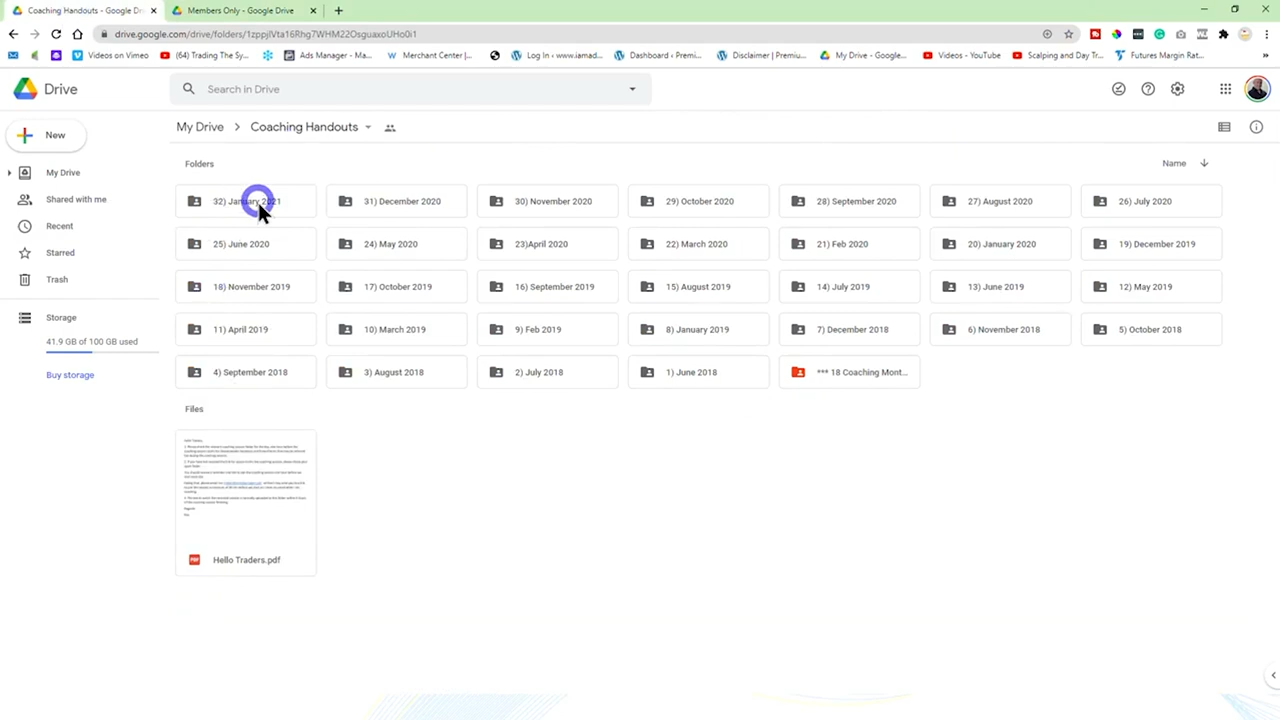 Coaching Handouts - Google Dr
Members Only - Google Drive
drive.google.com/drive/folders/1zppjlVta16Rhg7WHM22OsguaxoUHo0i1
Videos on Vimeo
(64) Trading The Sy...
Ads Manager - Ma...
Merchant Center |...
Log In ‹ www.iamad...
Dashboard ‹ Premi...
Disclaimer | Premiu...
My Drive - Google...
Videos - YouTube
Scalping and Day Tr...
Futures Margin Rat...
Drive
Search in Drive
New
My Drive
Coaching Handouts
My Drive
Shared with me
Recent
Starred
Trash
Storage
41.9 GB of 100 GB used
Buy storage
Folders
Name
32) January 2021
31) December 2020
30) November 2020
29) October 2020
28) September 2020
27) August 2020
26) July 2020
25) June 2020
24) May 2020
23)April 2020
22) March 2020
21) Feb 2020
20) January 2020
19) December 2019
18) November 2019
17) October 2019
16) September 2019
15) August 2019
14) July 2019
13) June 2019
12) May 2019
11) April 2019
10) March 2019
9) Feb 2019
8) January 2019
7) December 2018
6) November 2018
5) October 2018
4) September 2018
3) August 2018
2) July 2018
1) June 2018
*** 18 Coaching Mont...
Files
Hello Traders.pdf